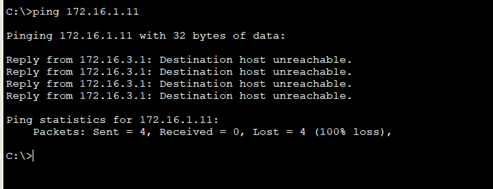 C:\>ping 172.16.1.11
Pinging 172.16.1.11 with 32 bytes of data:
Reply from 172.16.3.1: Destination host unreachable.
Reply from 172.16.3.1: Destination host unreachable.
Reply from 172.16.3.1: Destination host unreachable.
Reply from 172.16.3.1: Destination host unreachable.
Ping statistics for 172.16.1.11:
    Packets: Sent = 4, Received = 0, Lost = 4 (100% loss),
C:\>